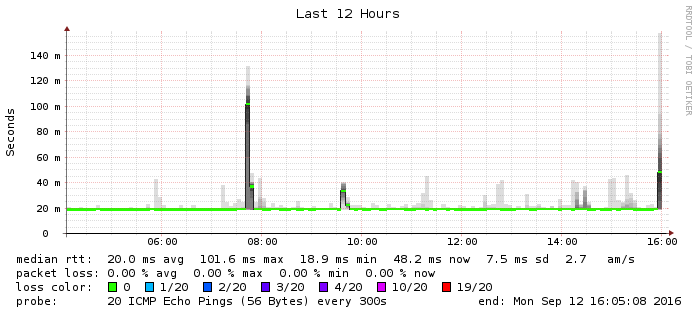 Last 12 Hours
RRDTOOL / TOBI OETIKER
Seconds
140 m
120 m
100 m
80 m
60 m
40 m
20 m
0
06:00 08:00 10:00 12:00 14:00 16:00
median rtt: 20.0 ms avg 101.6 ms max 18.9 ms min 48.2 ms now 7.5 ms sd 2.7 am/s
packet loss: 0.00 % avg 0.00 % max 0.00 % min 0.00 % now
loss color: 0 1/20 2/20 3/20 4/20 10/20 19/20
probe: 20 ICMP Echo Pings (56 Bytes) every 300s end: Mon Sep 12 16:05:08 2016